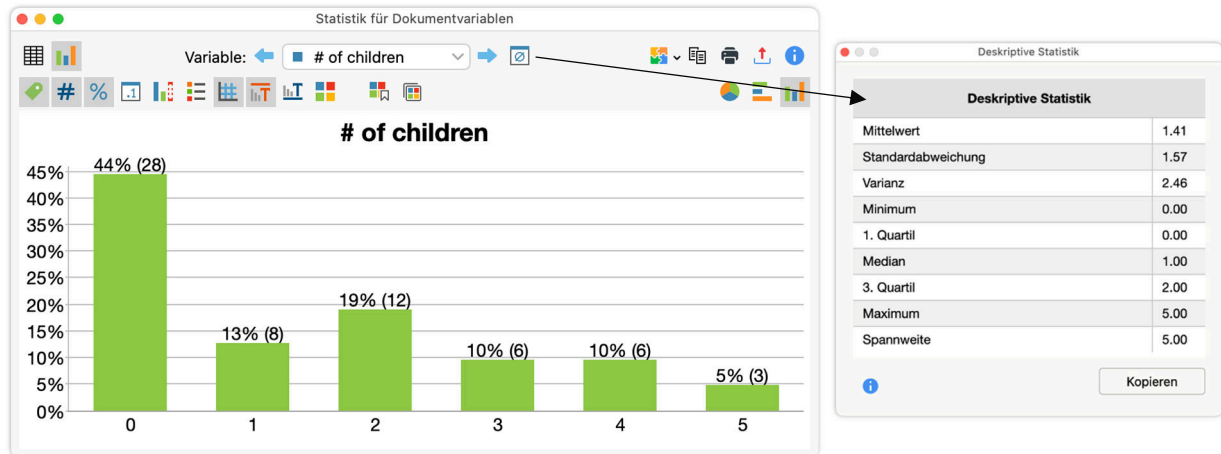 Statistik für Dokumentvariablen
Variable: # of children
# of children
45%
40%
35%
30%
25%
20%
15%
10%
5%
0%
44% (28)
13% (8)
19% (12)
10% (6)
10% (6)
5% (3)
0 1 2 3 4 5
Deskriptive Statistik
Deskriptive Statistik
Mittelwert 1.41
Standardabweichung 1.57
Varianz 2.46
Minimum 0.00
1. Quartil 0.00
Median 1.00
3. Quartil 2.00
Maximum 5.00
Spannweite 5.00
Kopieren